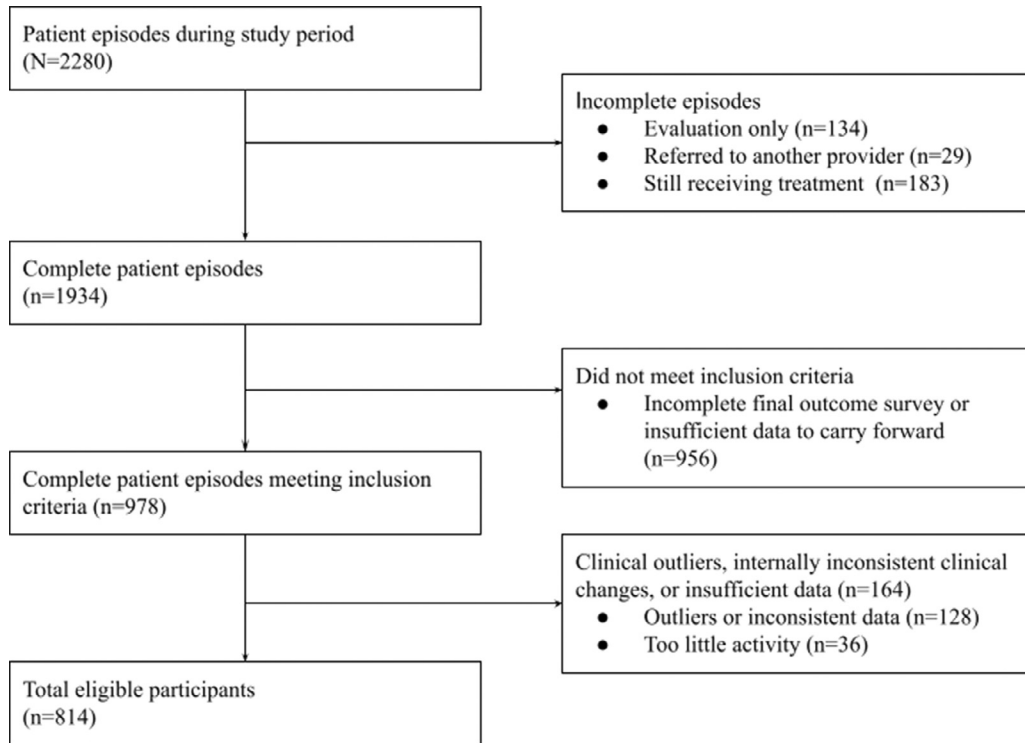 Patient episodes during study period
(N=2280)
Incomplete episodes
● Evaluation only (n=134)
● Referred to another provider (n=29)
● Still receiving treatment (n=183)
Complete patient episodes
(n=1934)
Did not meet inclusion criteria
● Incomplete final outcome survey or
insufficient data to carry forward
(n=956)
Complete patient episodes meeting inclusion
criteria (n=978)
Clinical outliers, internally inconsistent clinical
changes, or insufficient data (n=164)
● Outliers or inconsistent data (n=128)
● Too little activity (n=36)
Total eligible participants
(n=814)